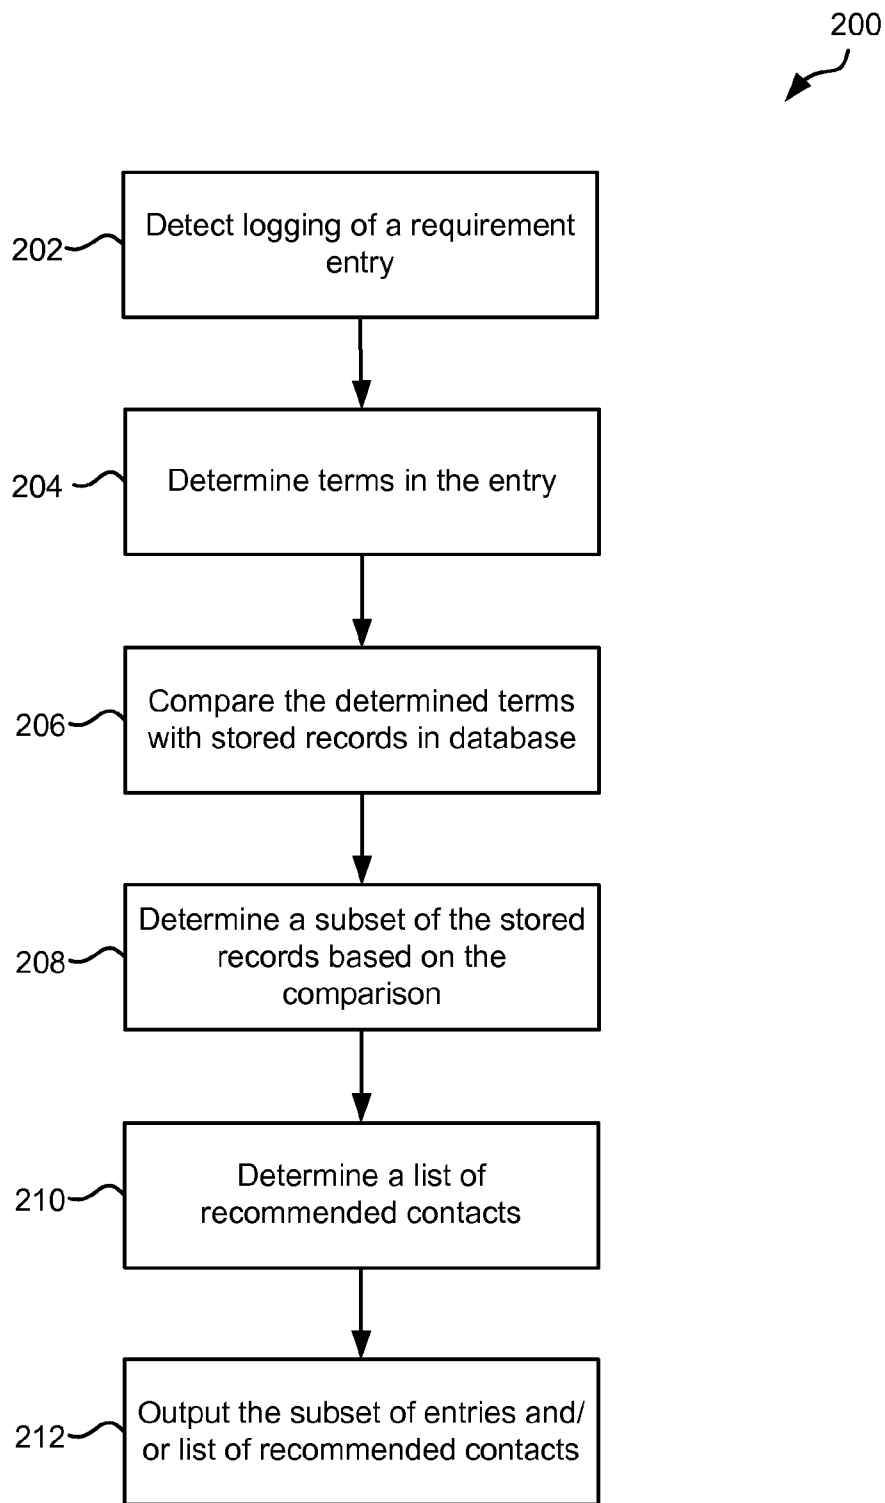 200
202
Detect logging of a requirement
entry
204
Determine terms in the entry
206
Compare the determined terms
with stored records in database
208
Determine a subset of the stored
records based on the
comparison
210
Determine a list of
recommended contacts
212
Output the subset of entries and/
or list of recommended contacts